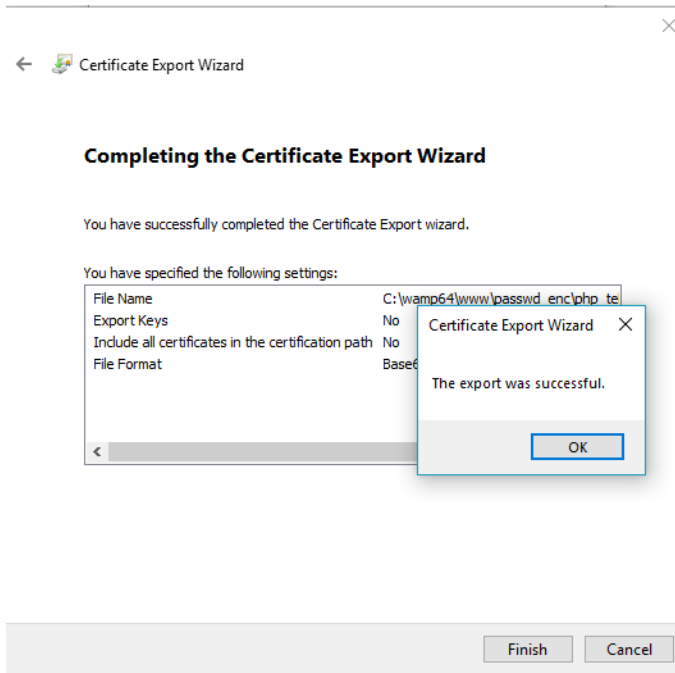 Certificate Export Wizard
Completing the Certificate Export Wizard
You have successfully completed the Certificate Export wizard.
You have specified the following settings:
File Name C:\wamp64\www\passwd_enc\php_te
Export Keys No
Include all certificates in the certification path No
File Format
Certificate Export Wizard
The export was successful.
OK
Finish Cancel